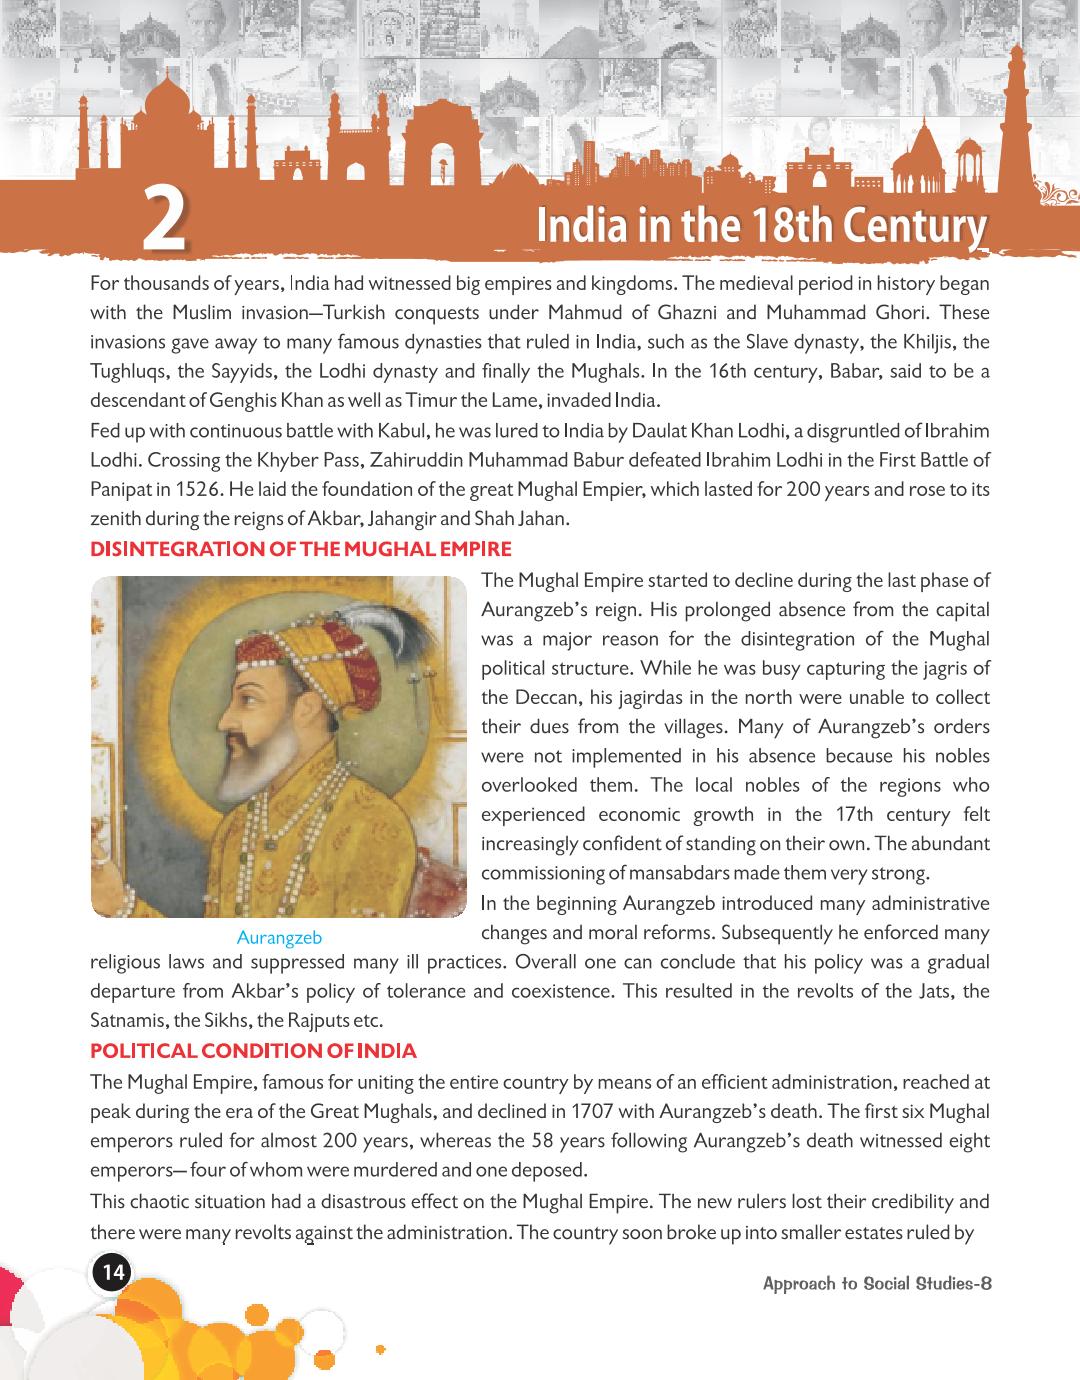 2
India in the 18th Century
For thousands of years, India had witnessed big empires and kingdoms. The medieval period in history began
with the Muslim invasion—Turkish conquests under Mahmud of Ghazni and Muhammad Ghori. These
invasions gave away to many famous dynasties that ruled in India, such as the Slave dynasty, the Khiljis, the
Tughluqs, the Sayyids, the Lodhi dynasty and finally the Mughals. In the 16th century, Babar, said to be a
descendant of Genghis Khan as well as Timur the Lame, invaded India.
Fed up with continuous battle with Kabul, he was lured to India by Daulat Khan Lodhi, a disgruntled of Ibrahim
Lodhi. Crossing the Khyber Pass, Zahiruddin Muhammad Babur defeated Ibrahim Lodhi in the First Battle of
Panipat in 1526. He laid the foundation of the great Mughal Empier, which lasted for 200 years and rose to its
zenith during the reigns of Akbar, Jahangir and Shah Jahan.
DISINTEGRATION OF THE MUGHAL EMPIRE
The Mughal Empire started to decline during the last phase of
Aurangzeb's reign. His prolonged absence from the capital
was a major reason for the disintegration of the Mughal
political structure. While he was busy capturing the jagris of
the Deccan, his jagirdas in the north were unable to collect
their dues from the villages. Many of Aurangzeb's orders
were not implemented in his absence because his nobles
overlooked them. The local nobles of the regions who
experienced economic growth in the 17th century felt
increasingly confident of standing on their own. The abundant
commissioning of mansabdars made them very strong.
In the beginning Aurangzeb introduced many administrative
Aurangzeb
changes and moral reforms. Subsequently he enforced many
religious laws and suppressed many ill practices. Overall one can conclude that his policy was a gradual
departure from Akbar's policy of tolerance and coexistence. This resulted in the revolts of the Jats, the
Satnamis, the Sikhs, the Rajputs etc.
POLITICAL CONDITION OF INDIA
The Mughal Empire, famous for uniting the entire country by means of an efficient administration, reached at
peak during the era of the Great Mughals, and declined in 1707 with Aurangzeb's death. The first six Mughal
emperors ruled for almost 200 years, whereas the 58 years following Aurangzeb's death witnessed eight
emperors— four of whom were murdered and one deposed.
This chaotic situation had a disastrous effect on the Mughal Empire. The new rulers lost their credibility and
there were many revolts against the administration. The country soon broke up into smaller estates ruled by
14
Approach to Social Studies-8